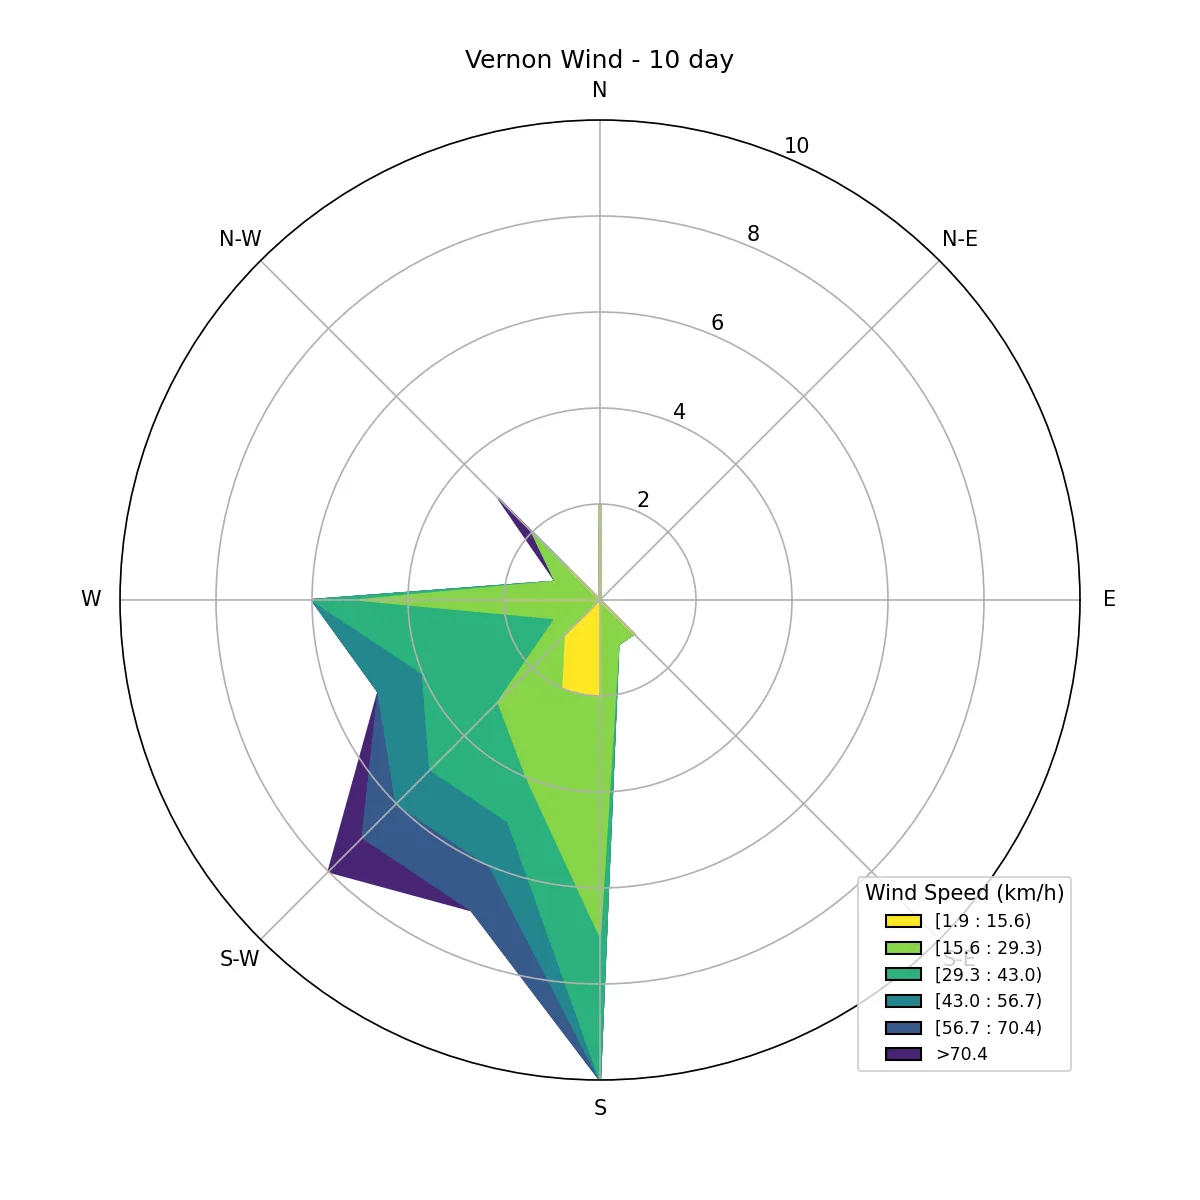 Vernon Wind - 10 day
N
10
N-W
N-E
8
6
4
2
W
E
S-W
S-E
Wind Speed (km/h)
[1.9 : 15.6)
[15.6 : 29.3)
[29.3 : 43.0)
[43.0 : 56.7)
[56.7 : 70.4)
>70.4
S